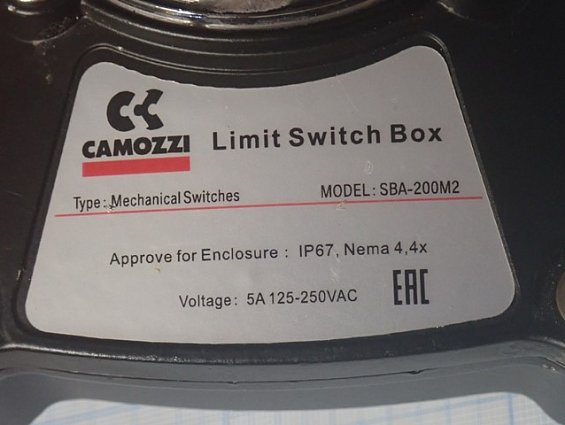 CAMOZZI
Limit Switch Box
Type: Mechanical Switches MODEL: SBA-200M2
Approve for Enclosure : IP67, Nema 4,4x
Voltage: 5A 125-250VAC EAC